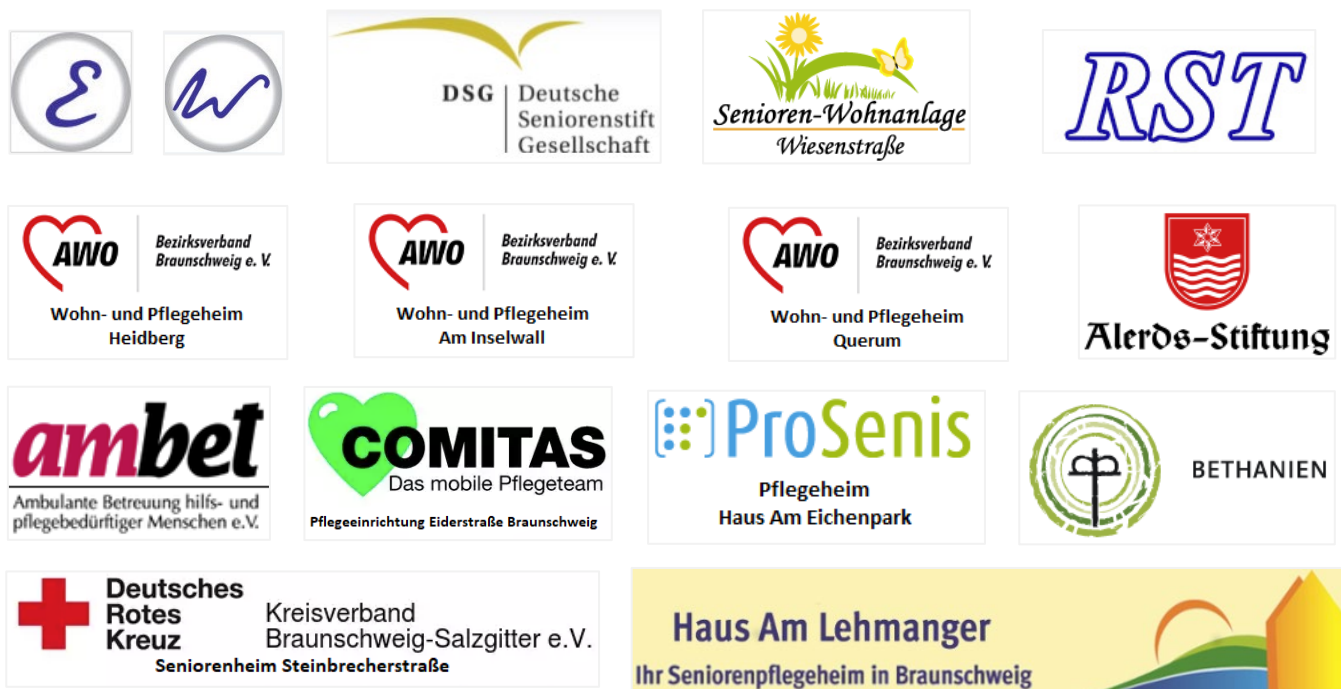 E
W
DSG
Deutsche
Seniorenstift
Gesellschaft
Senioren-Wohnanlage
Wiesenstraße
RST
AWO
Bezirksverband
Braunschweig e. V.
Wohn- und Pflegeheim
Heidberg
AWO
Bezirksverband
Braunschweig e. V.
Wohn- und Pflegeheim
Am Inselwall
AWO
Bezirksverband
Braunschweig e. V.
Wohn- und Pflegeheim
Querum
Alerds-Stiftung
ambet
Ambulante Betreuung hilfs- und
pflegebedürftiger Menschen e.V.
COMITAS
Das mobile Pflegeteam
Pflegeeinrichtung Eiderstraße Braunschweig
ProSenis
Pflegeheim
Haus Am Eichenpark
BETHANIEN
Deutsches
Rotes
Kreuz
Kreisverband
Braunschweig-Salzgitter e.V.
Seniorenheim Steinbrecherstraße
Haus Am Lehmanger
Ihr Seniorenpflegeheim in Braunschweig